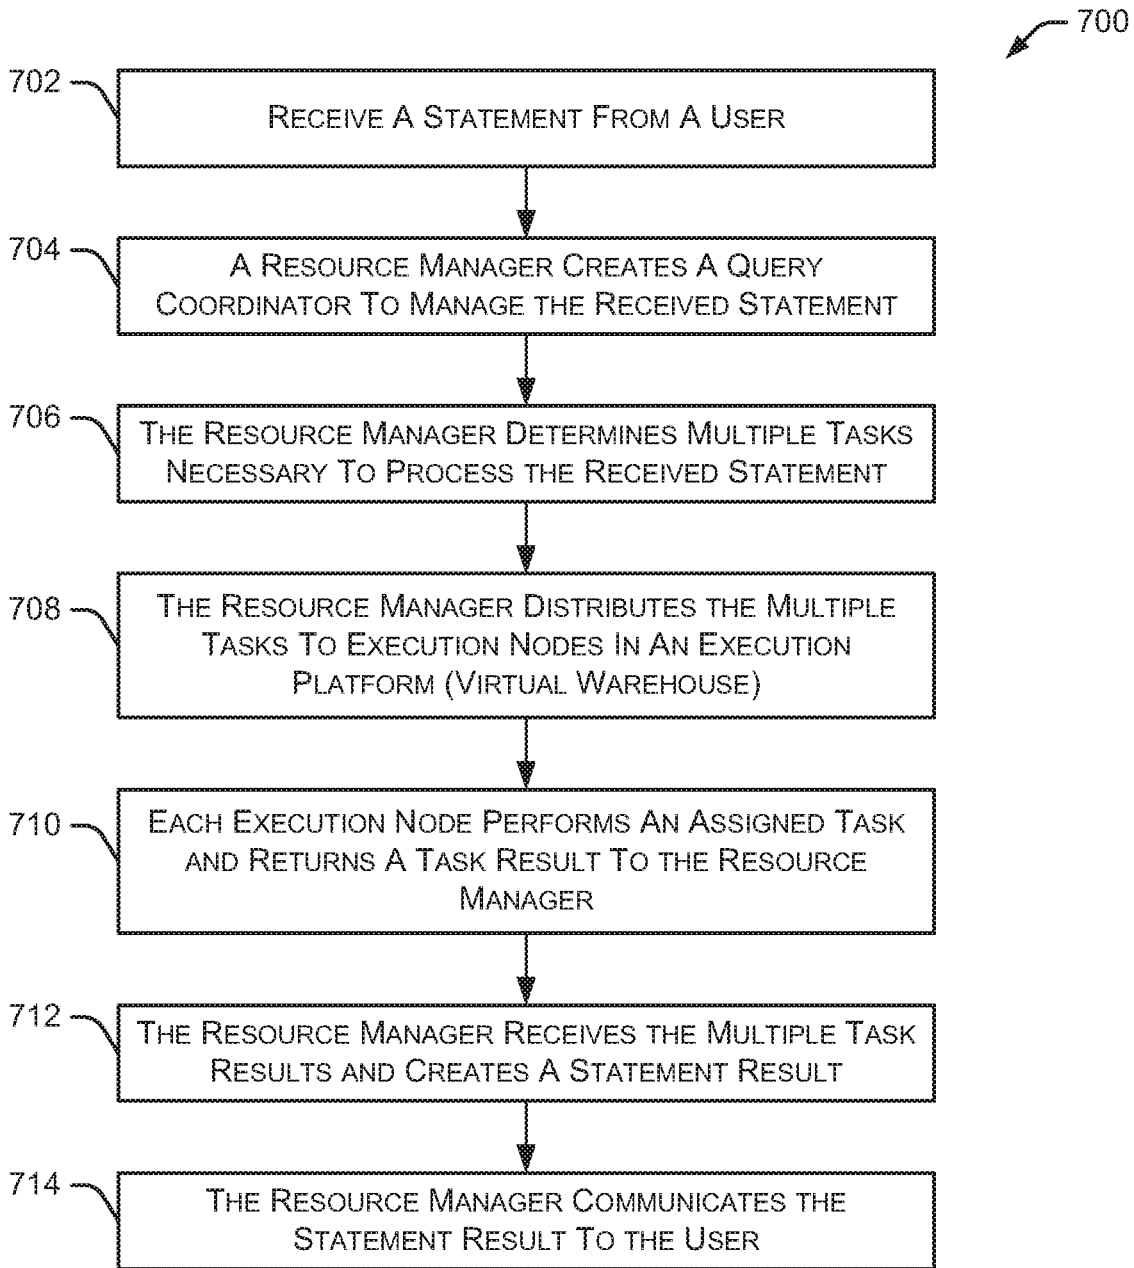 700
702
RECEIVE A STATEMENT FROM A USER
704
A RESOURCE MANAGER CREATES A QUERY
COORDINATOR TO MANAGE THE RECEIVED STATEMENT
706
THE RESOURCE MANAGER DETERMINES MULTIPLE TASKS
NECESSARY TO PROCESS THE RECEIVED STATEMENT
708
THE RESOURCE MANAGER DISTRIBUTES THE MULTIPLE
TASKS TO EXECUTION NODES IN AN EXECUTION
PLATFORM (VIRTUAL WAREHOUSE)
710
EACH EXECUTION NODE PERFORMS AN ASSIGNED TASK
AND RETURNS A TASK RESULT TO THE RESOURCE
MANAGER
712
THE RESOURCE MANAGER RECEIVES THE MULTIPLE TASK
RESULTS AND CREATES A STATEMENT RESULT
714
THE RESOURCE MANAGER COMMUNICATES THE
STATEMENT RESULT TO THE USER